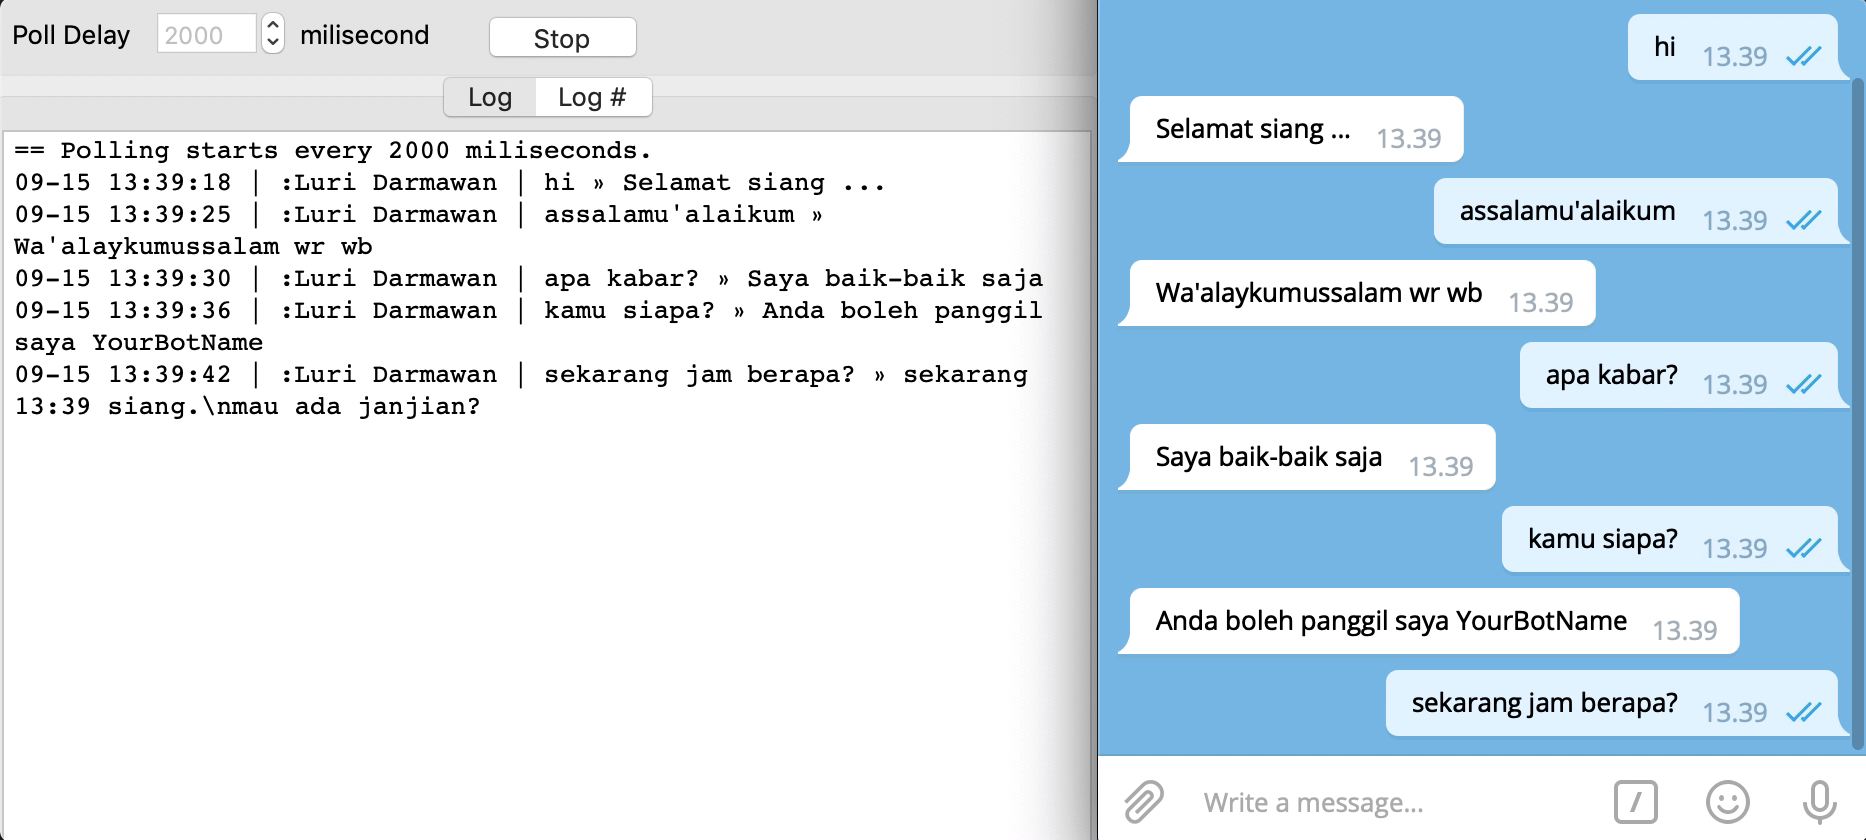 Poll Delay 2000 milisecond Stop
Log Log #
== Polling starts every 2000 miliseconds.
09-15 13:39:18 | :Luri Darmawan | hi » Selamat siang ...
09-15 13:39:25 | :Luri Darmawan | assalamu'alaikum »
Wa'alaykumussalam wr wb
09-15 13:39:30 | :Luri Darmawan | apa kabar? » Saya baik-baik saja
09-15 13:39:36 | :Luri Darmawan | kamu siapa? » Anda boleh panggil
saya YourBotName
09-15 13:39:42 | :Luri Darmawan | sekarang jam berapa? » sekarang
13:39 siang.\nmau ada janjian?
hi 13.39
Selamat siang ... 13.39
assalamu'alaikum 13.39
Wa'alaykumussalam wr wb 13.39
apa kabar? 13.39
Saya baik-baik saja 13.39
kamu siapa? 13.39
Anda boleh panggil saya YourBotName 13.39
sekarang jam berapa? 13.39
Write a message... /